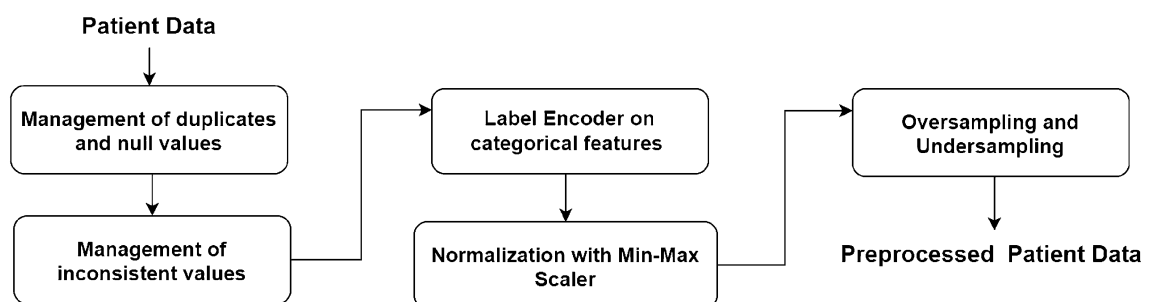 Patient Data
Management of duplicates
and null values
Management of
inconsistent values
Label Encoder on
categorical features
Normalization with Min-Max
Scaler
Oversampling and
Undersampling
Preprocessed Patient Data